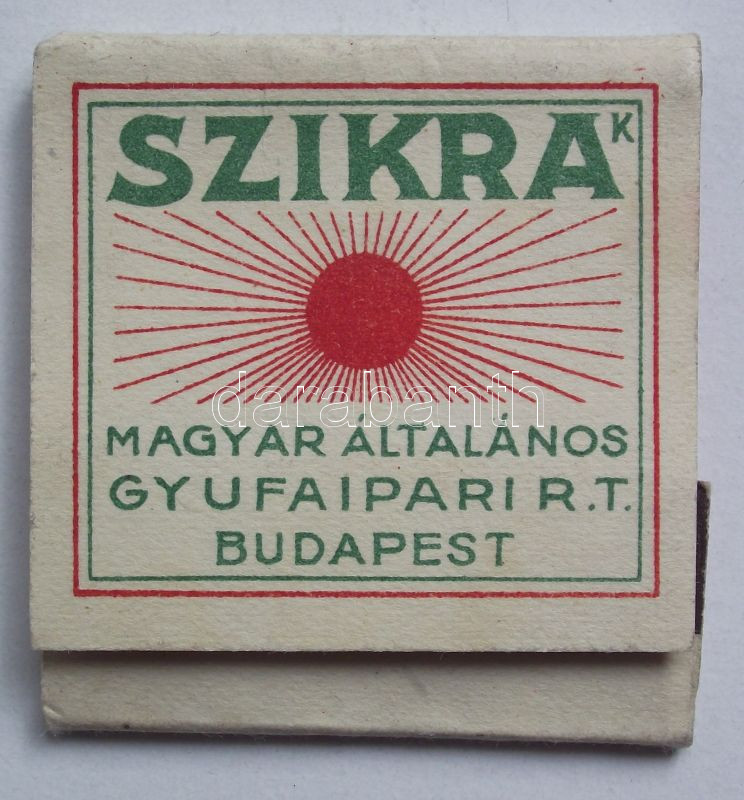 SZIKRA K
darabanth
MAGYAR ÁLTALÁNOS
GYUFAIPARI R.T.
BUDAPEST